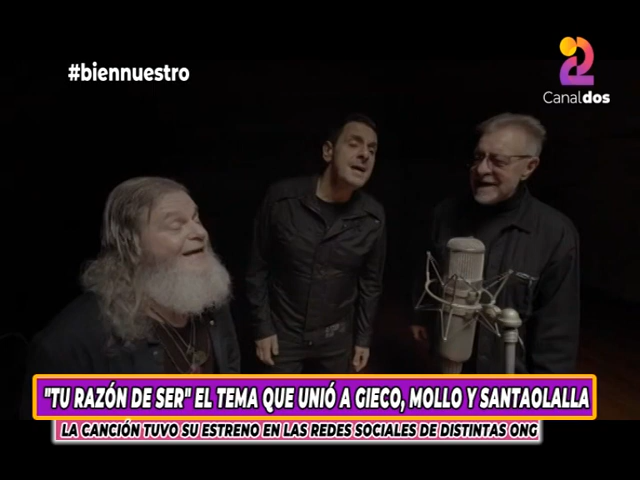 #biennuestro
2
Canaldos
"TU RAZÓN DE SER" EL TEMA QUE UNIÓ A GIECO, MOLLO Y SANTAOLALLA
LA CANCIÓN TUVO SU ESTRENO EN LAS REDES SOCIALES DE DISTINTAS ONG